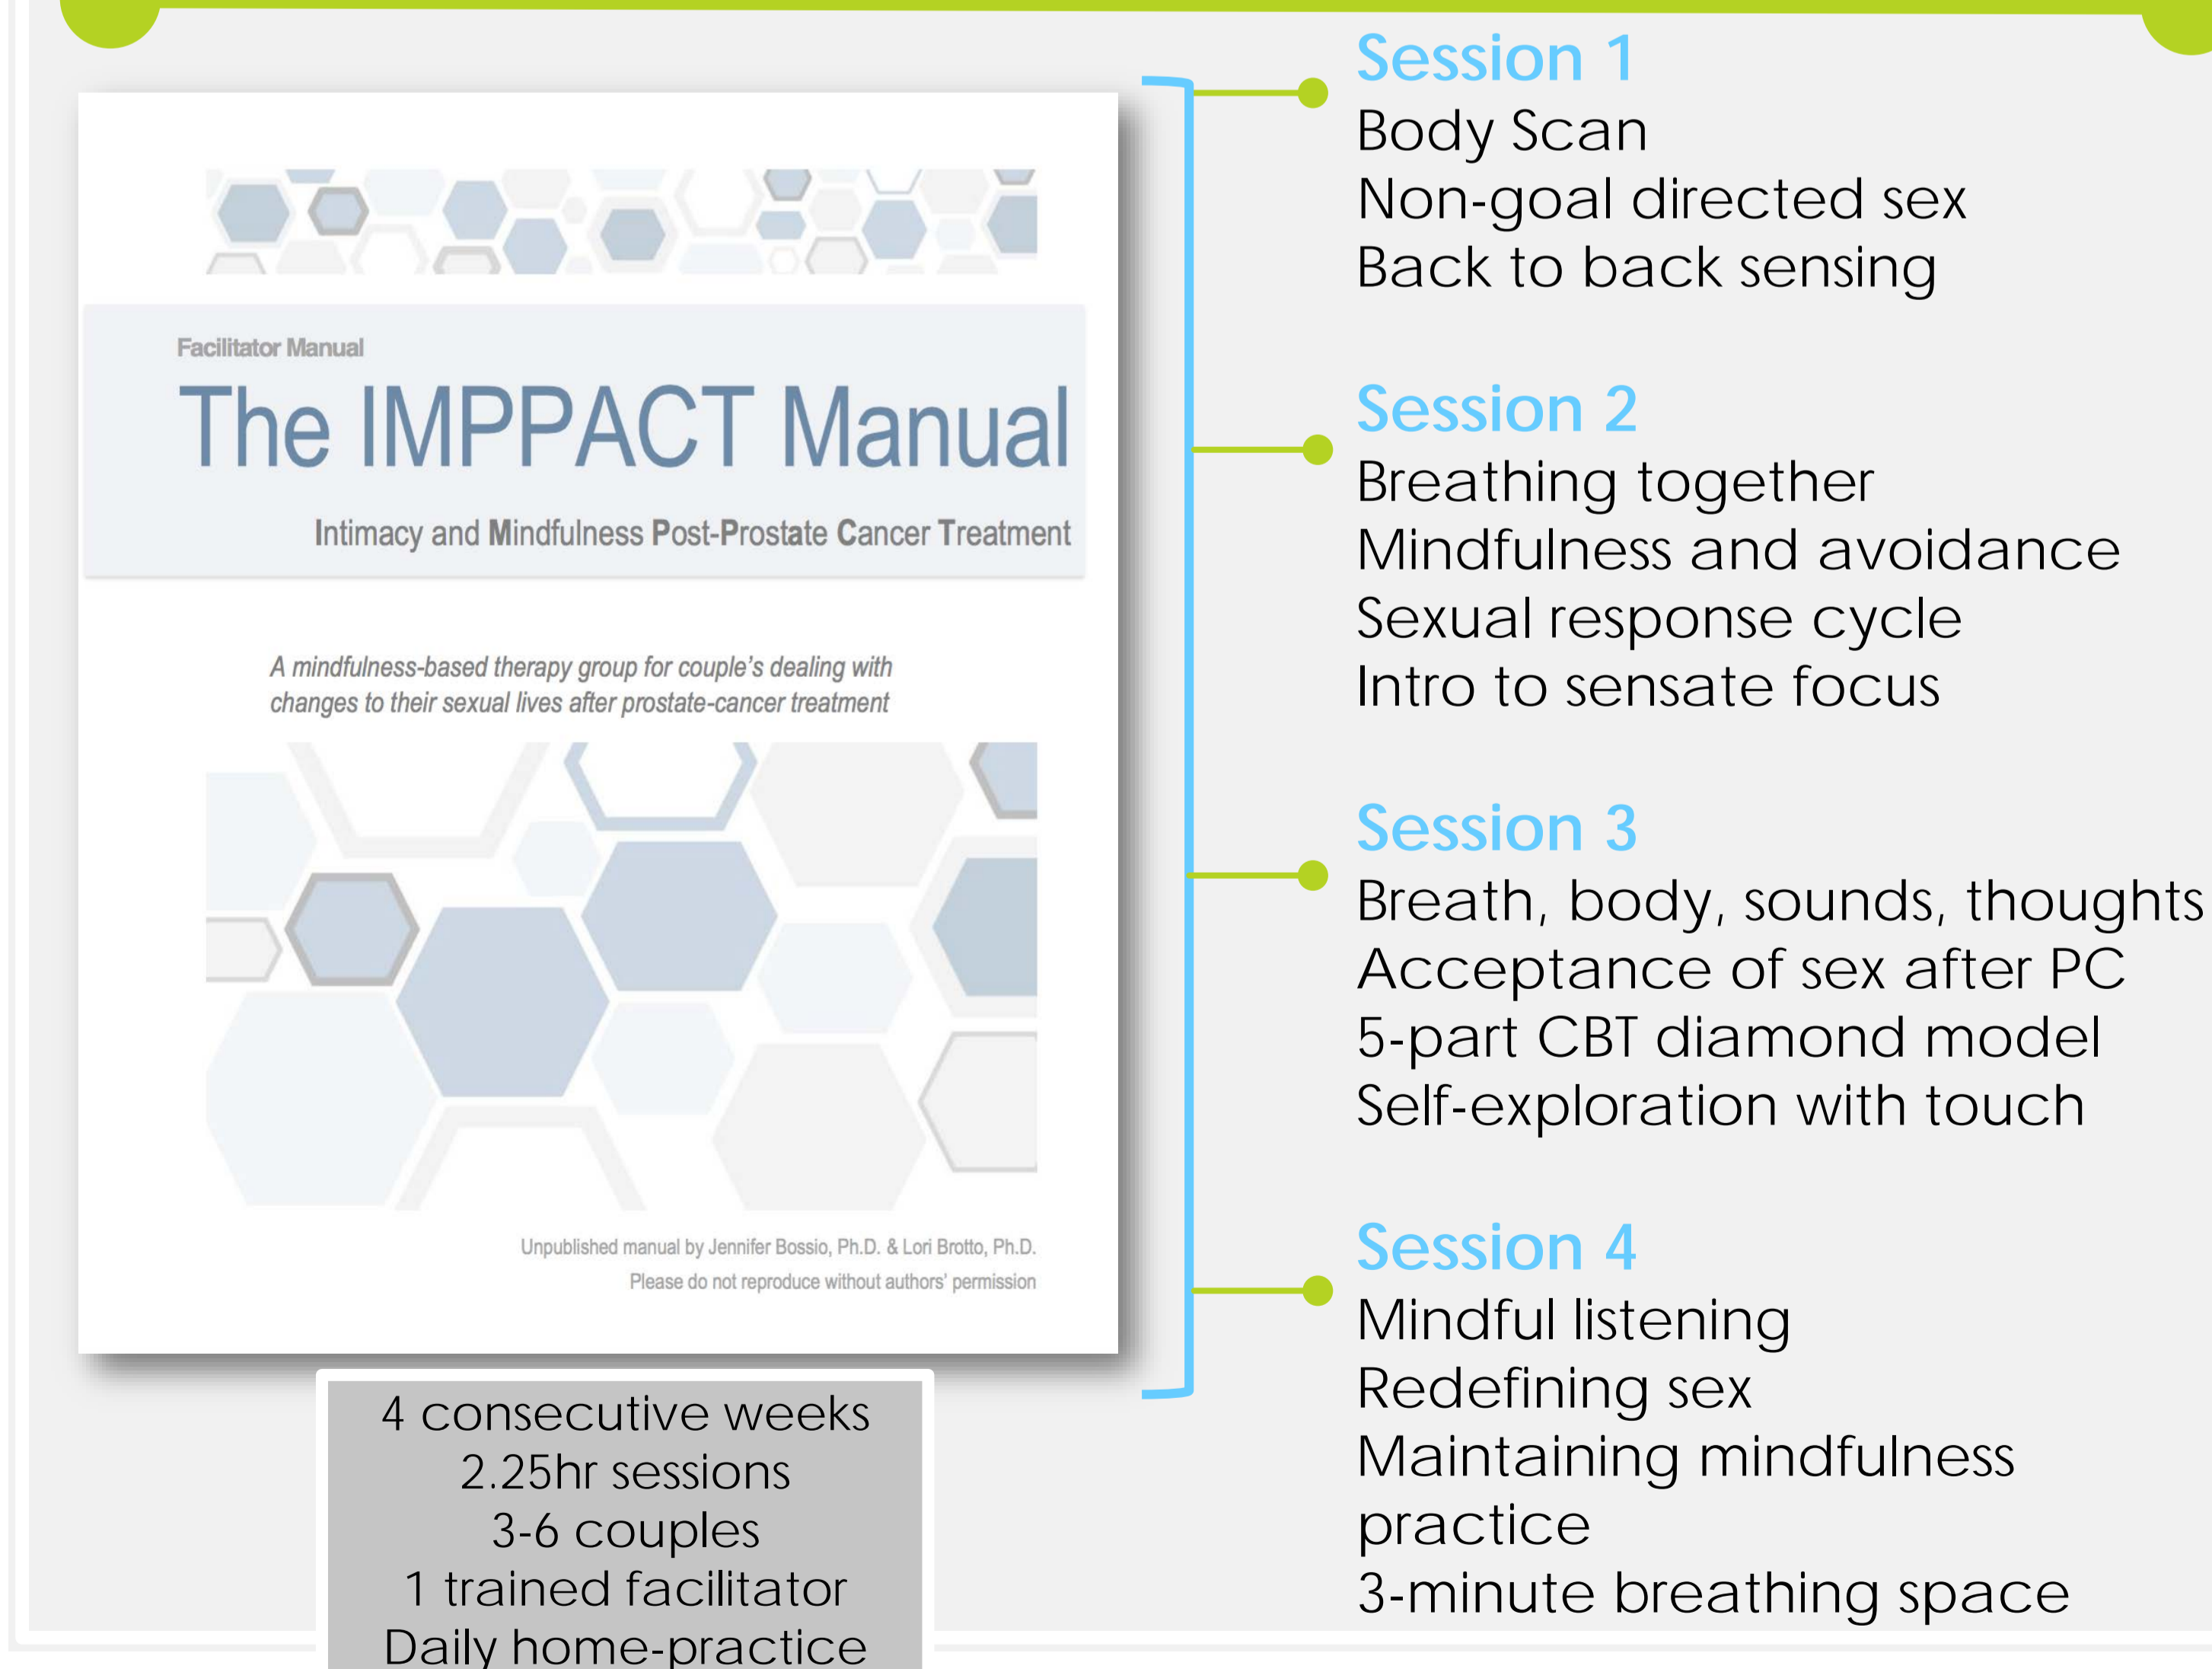 Facilitator Manual
The IMPPACT Manual
Intimacy and Mindfulness Post-Prostate Cancer Treatment
A mindfulness-based therapy group for couple's dealing with
changes to their sexual lives after prostate-cancer treatment
Unpublished manual by Jennifer Bossio, Ph.D. & Lori Brotto, Ph.D.
Please do not reproduce without authors' permission
4 consecutive weeks
2.25hr sessions
3-6 couples
1 trained facilitator
Daily home-practice
Session 1
Body Scan
Non-goal directed sex
Back to back sensing
Session 2
Breathing together
Mindfulness and avoidance
Sexual response cycle
Intro to sensate focus
Session 3
Breath, body, sounds, thoughts
Acceptance of sex after PC
5-part CBT diamond model
Self-exploration with touch
Session 4
Mindful listening
Redefining sex
Maintaining mindfulness
practice
3-minute breathing space